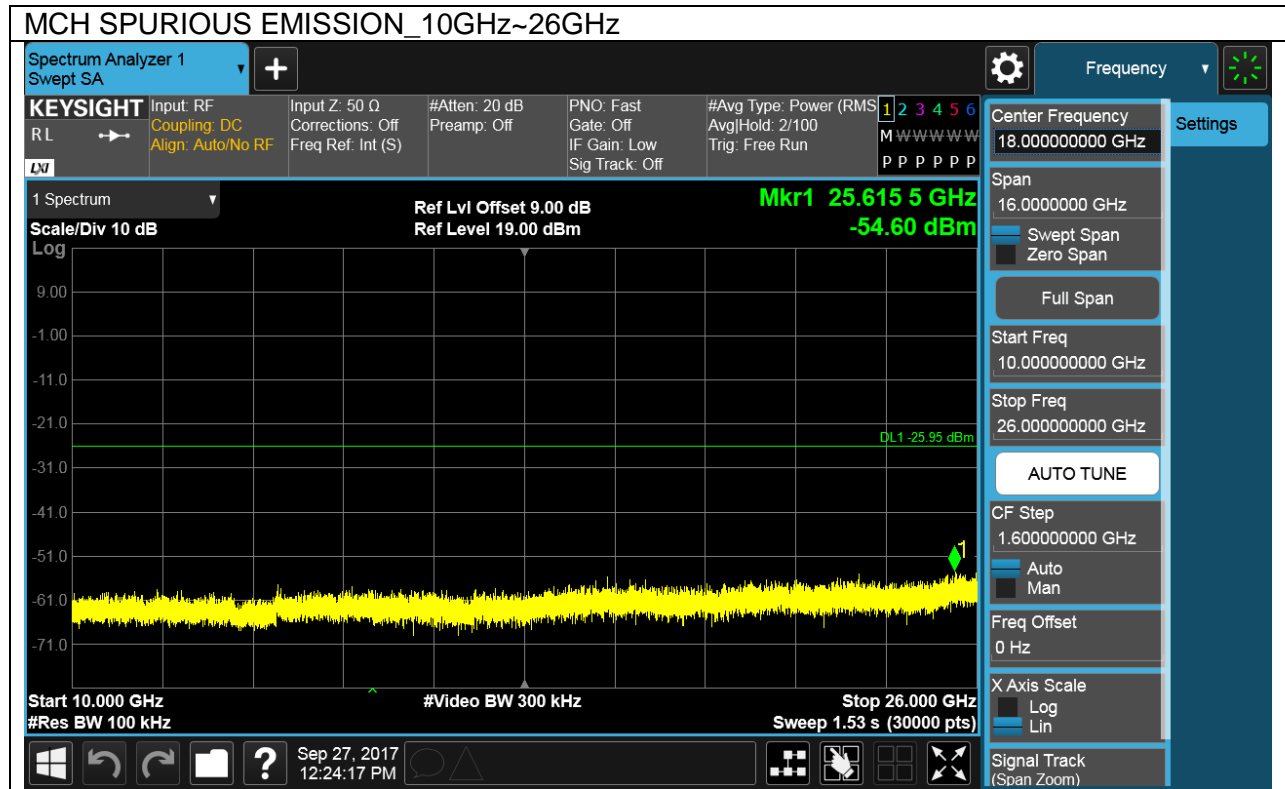 MCH SPURIOUS EMISSION_10GHz~26GHz
Spectrum Analyzer 1
Swept SA
+
Frequency
KEYSIGHT
RL
LXI
Input: RF
Coupling: DC
Align: Auto/No RF
Input Z: 50 Ω
Corrections: Off
Freq Ref: Int (S)
#Atten: 20 dB
Preamp: Off
PNO: Fast
Gate: Off
IF Gain: Low
Sig Track: Off
#Avg Type: Power (RMS
Avg|Hold: 2/100
Trig: Free Run
1 2 3 4 5 6
M W W W W W
P P P P P P
Center Frequency
18.000000000 GHz
Settings
1 Spectrum
Scale/Div 10 dB
Ref Lvl Offset 9.00 dB
Ref Level 19.00 dBm
Mkr1 25.615 5 GHz
-54.60 dBm
Log
9.00
-1.00
-11.0
-21.0
-31.0
-41.0
-51.0
-61.0
-71.0
DL1 -25.95 dBm
1
Start 10.000 GHz
#Res BW 100 kHz
#Video BW 300 kHz
Stop 26.000 GHz
Sweep 1.53 s (30000 pts)
Span
16.0000000 GHz
Swept Span
Zero Span
Full Span
Start Freq
10.000000000 GHz
Stop Freq
26.000000000 GHz
AUTO TUNE
CF Step
1.600000000 GHz
Auto
Man
Freq Offset
0 Hz
X Axis Scale
Log
Lin
Signal Track
(Span Zoom)
?
Sep 27, 2017
12:24:17 PM